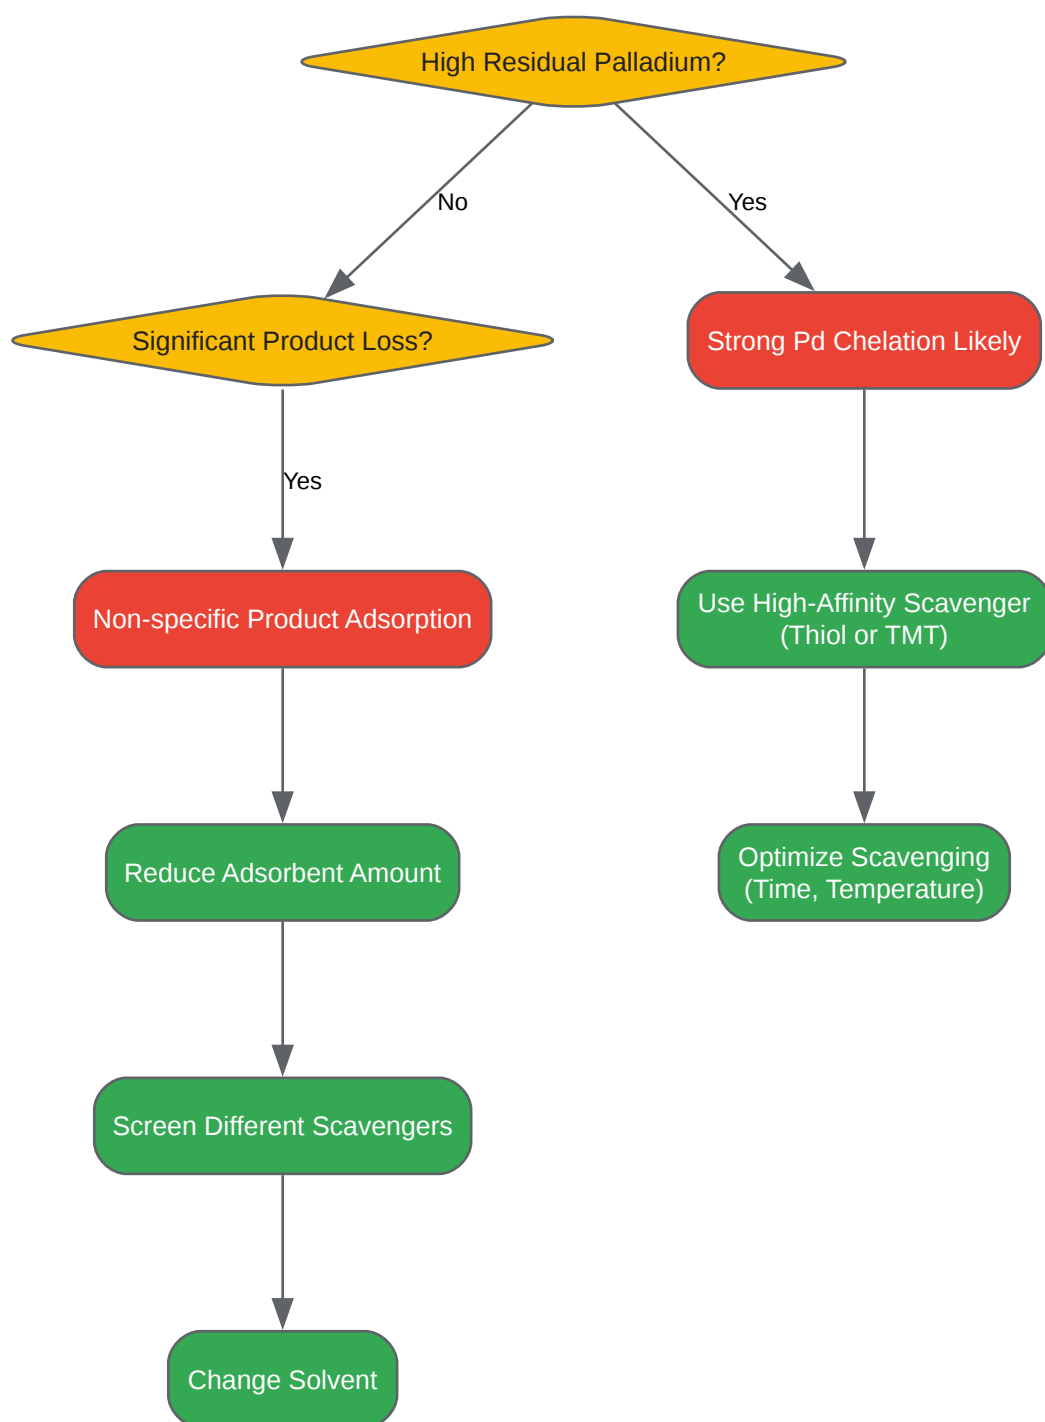 High Residual Palladium?
No
Yes
Significant Product Loss?
Strong Pd Chelation Likely
Yes
Non-specific Product Adsorption
Use High-Affinity Scavenger
(Thiol or TMT)
Reduce Adsorbent Amount
Optimize Scavenging
(Time, Temperature)
Screen Different Scavengers
Change Solvent